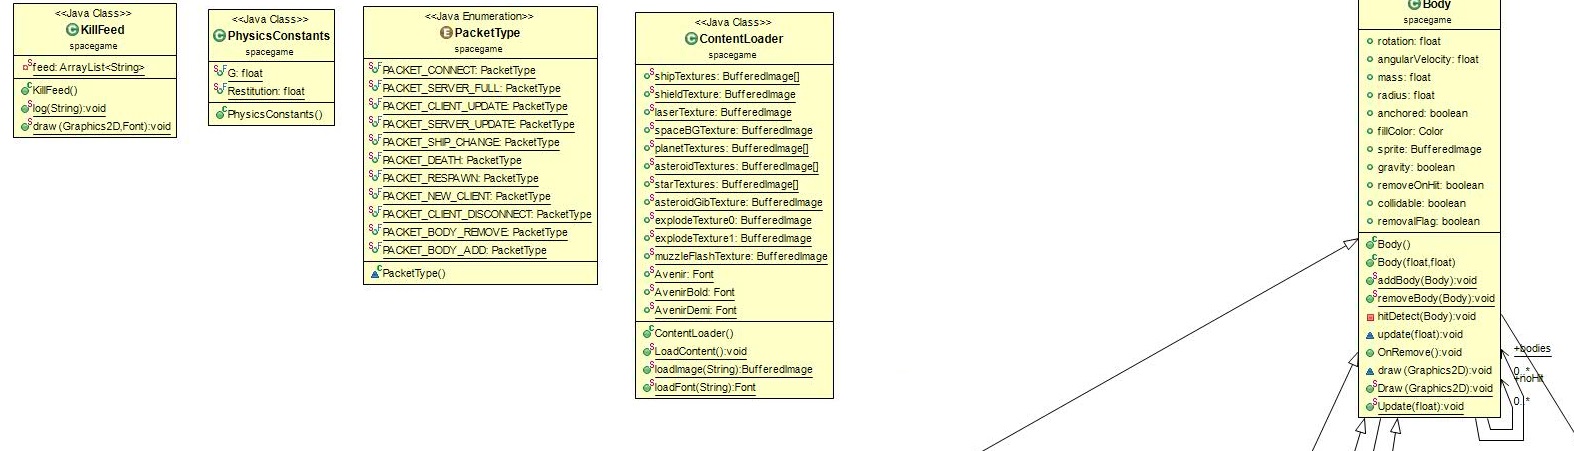 <<Java Class>>
KillFeed
spacegame
feed: ArrayList<String>
KillFeed()
log(String):void
draw(Graphics2D,Font):void
<<Java Class>>
PhysicsConstants
spacegame
G: float
Restitution: float
PhysicsConstants()
<<Java Enumeration>>
PacketType
spacegame
PACKET_CONNECT: PacketType
PACKET_SERVER_FULL: PacketType
PACKET_CLIENT_UPDATE: PacketType
PACKET_SERVER_UPDATE: PacketType
PACKET_SHIP_CHANGE: PacketType
PACKET_DEATH: PacketType
PACKET_RESPAWN: PacketType
PACKET_NEW_CLIENT: PacketType
PACKET_CLIENT_DISCONNECT: PacketType
PACKET_BODY_REMOVE: PacketType
PACKET_BODY_ADD: PacketType
PacketType()
<<Java Class>>
ContentLoader
spacegame
shipTextures: BufferedImage[]
shieldTexture: BufferedImage
laserTexture: BufferedImage
spaceBGTexture: BufferedImage
planetTextures: BufferedImage[]
asteroidTextures: BufferedImage[]
starTextures: BufferedImage[]
asteroidGibTexture: BufferedImage
explodeTexture0: BufferedImage
explodeTexture1: BufferedImage
muzzleFlashTexture: BufferedImage
Avenir: Font
AvenirBold: Font
AvenirDemi: Font
ContentLoader()
LoadContent():void
loadImage(String):BufferedImage
loadFont(String):Font
Body
spacegame
rotation: float
angularVelocity: float
mass: float
radius: float
anchored: boolean
fillColor: Color
sprite: BufferedImage
gravity: boolean
removeOnHit: boolean
collidable: boolean
removalFlag: boolean
Body()
Body(float,float)
addBody(Body):void
removeBody(Body):void
hitDetect(Body):void
update(float):void
OnRemove():void
draw(Graphics2D):void
Draw(Graphics2D):void
Update(float):void
+bodies
0..*
+noHit
0..*